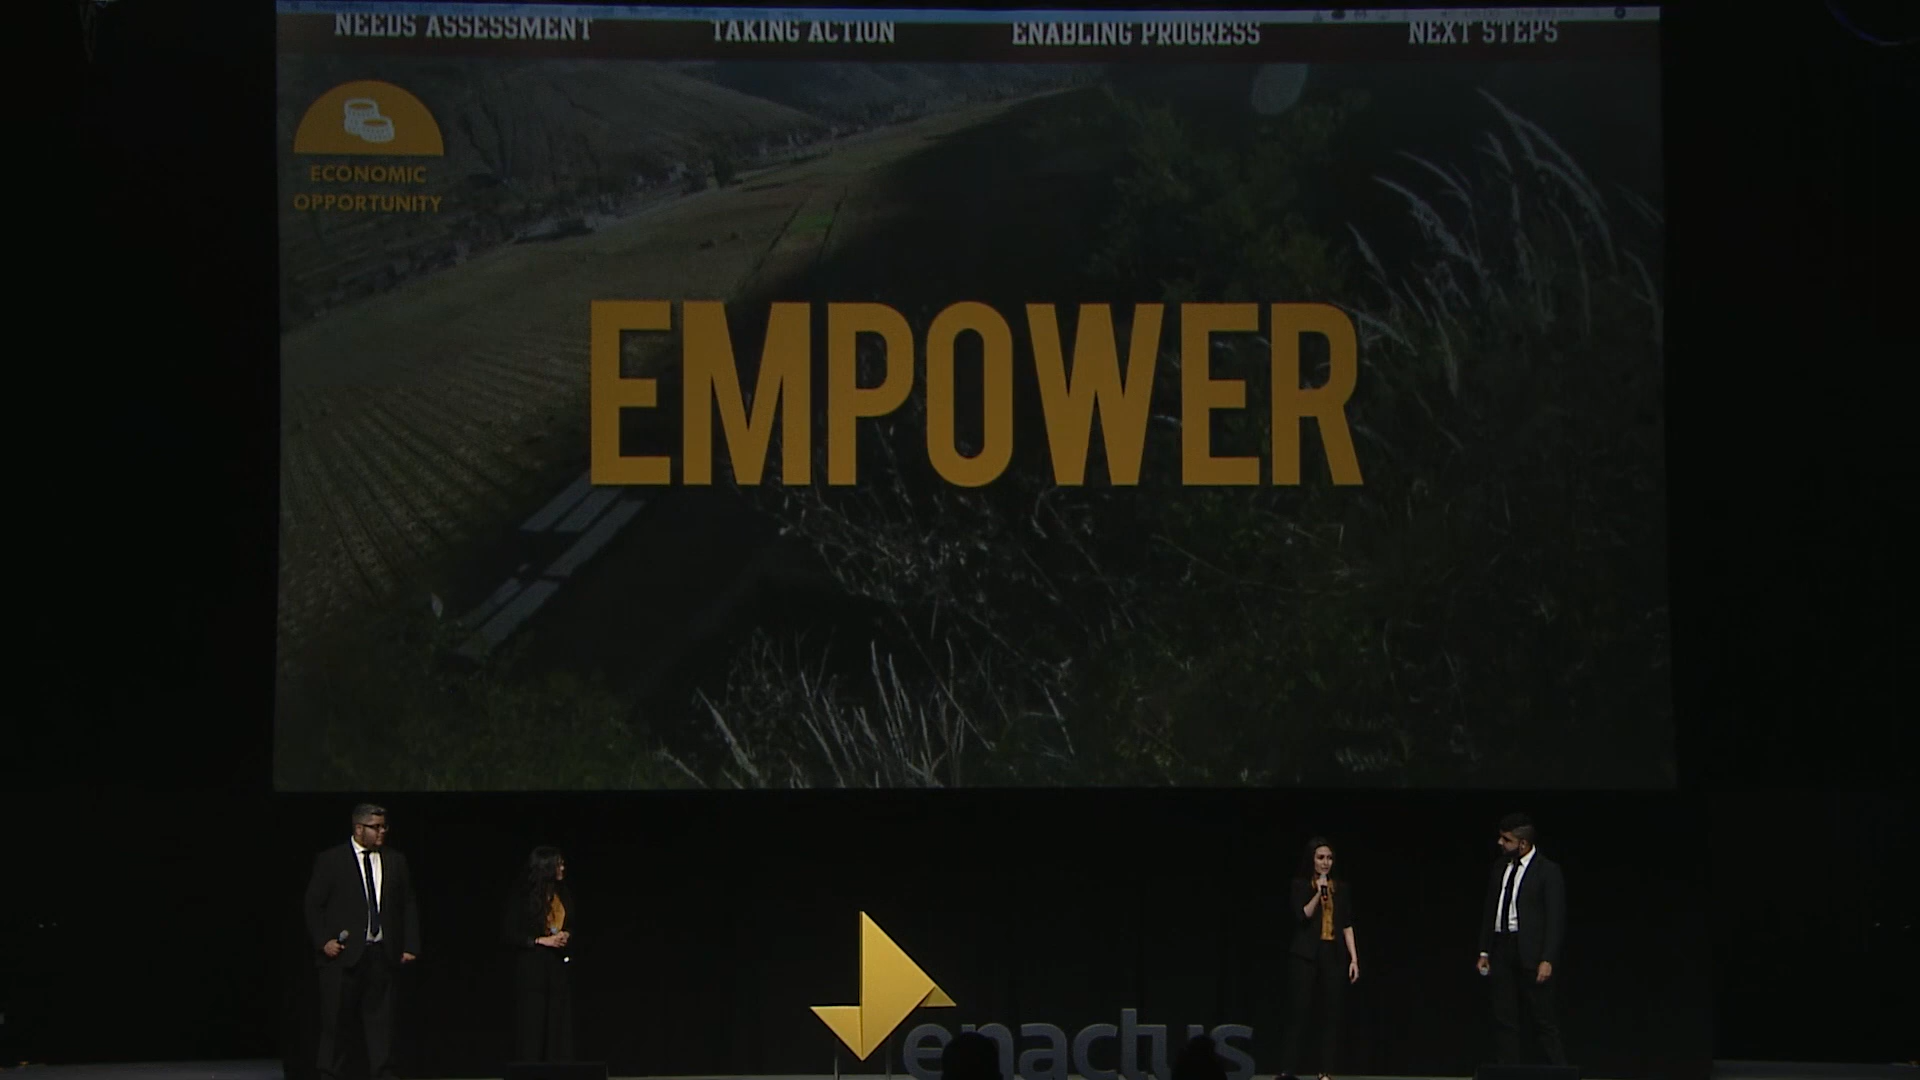 NEEDS ASSESSMENT
TAKING ACTION
ENABLING PROGRESS
NEXT STEPS
ECONOMIC
OPPORTUNITY
EMPOWER
enactus